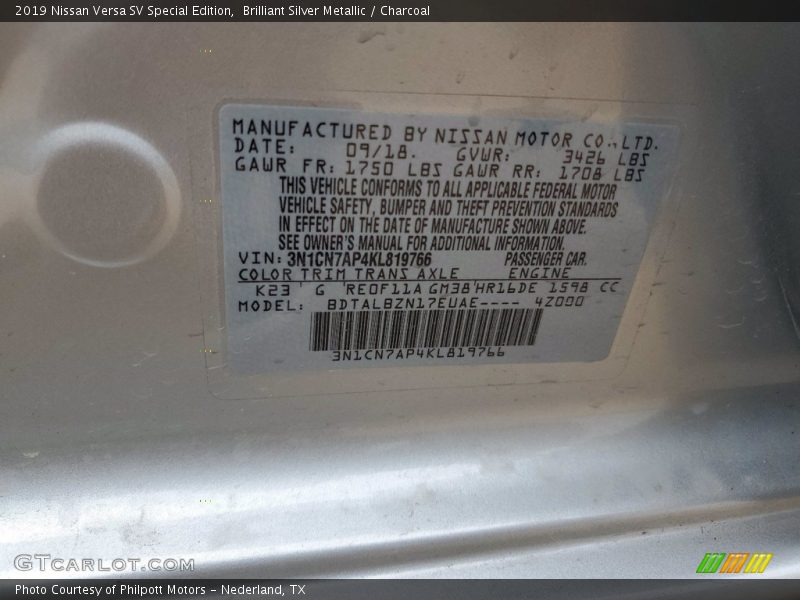 2019 Nissan Versa SV Special Edition,  Brilliant Silver Metallic / Charcoal
MANUFACTURED BY NISSAN MOTOR CO., LTD.
DATE: 09/18. GVWR: 3426 LBS
GAWR FR: 1750 LBS GAWR RR: 1708 LBS
THIS VEHICLE CONFORMS TO ALL APPLICABLE FEDERAL MOTOR
VEHICLE SAFETY, BUMPER AND THEFT PREVENTION STANDARDS
IN EFFECT ON THE DATE OF MANUFACTURE SHOWN ABOVE.
SEE OWNER'S MANUAL FOR ADDITIONAL INFORMATION.
VIN: 3N1CN7AP4KL819766 PASSENGER CAR.
COLOR TRIM TRANS AXLE ENGINE
K23 G RE0F11A GM38 HR16DE 1598 CC
MODEL: BDTALBZN17EUAE---- 4Z000
3N1CN7AP4KL819766
GTCARLOT.COM
Photo Courtesy of Philpott Motors – Nederland, TX